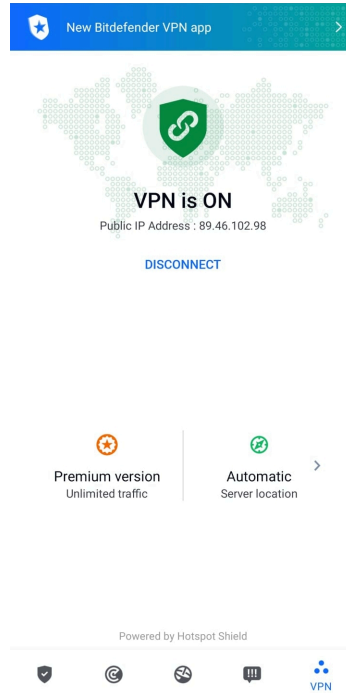 New Bitdefender VPN app
VPN is ON
Public IP Address : 89.46.102.98
DISCONNECT
Premium version
Unlimited traffic
Automatic
Server location
Powered by Hotspot Shield
VPN